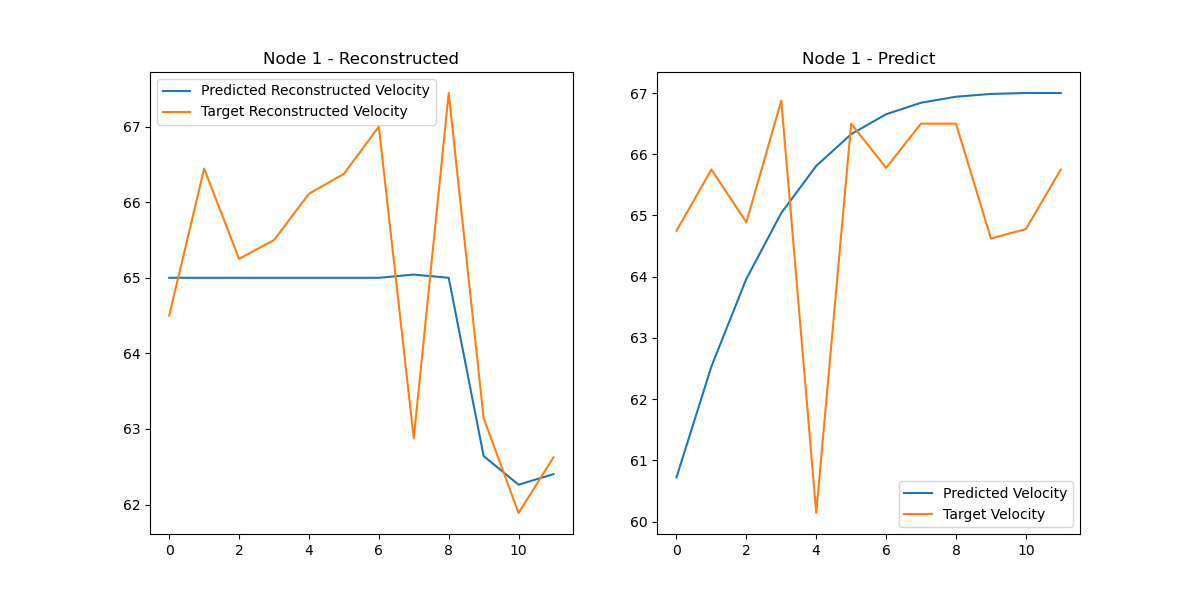 Node 1 - Reconstructed
Predicted Reconstructed Velocity
Target Reconstructed Velocity
67
66
65
64
63
62
0 2 4 6 8 10
Node 1 - Predict
67
66
65
64
63
62
61
60
Predicted Velocity
Target Velocity
0 2 4 6 8 10